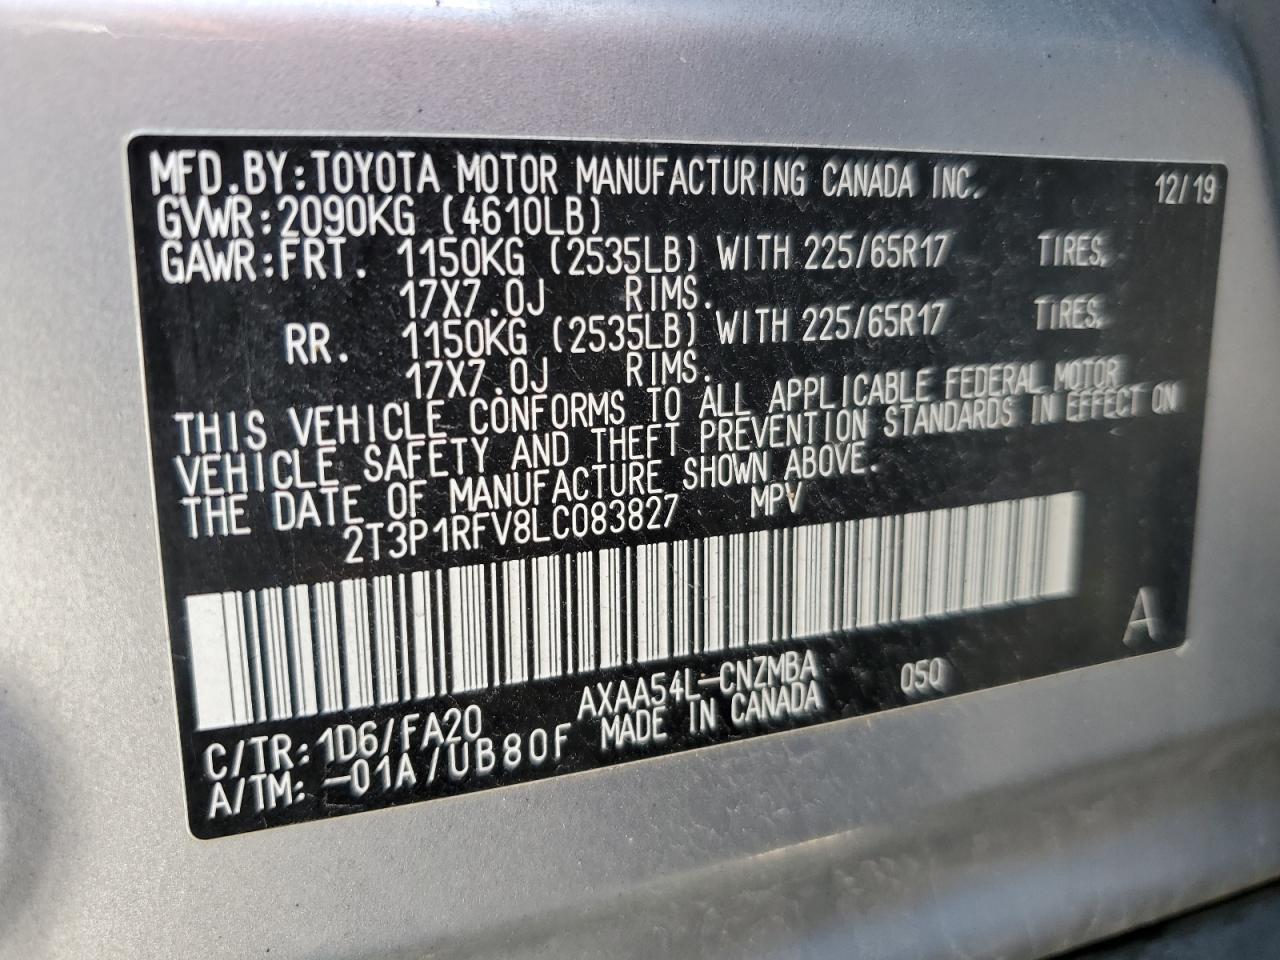 MFD.BY:TOYOTA MOTOR MANUFACTURING CANADA INC. 12/19
GVWR:2090KG (4610LB)
GAWR:FRT. 1150KG (2535LB) WITH 225/65R17 TIRES,
17X7.0J RIMS.
RR. 1150KG (2535LB) WITH 225/65R17 TIRES,
17X7.0J RIMS.
THIS VEHICLE CONFORMS TO ALL APPLICABLE FEDERAL MOTOR
VEHICLE SAFETY AND THEFT PREVENTION STANDARDS IN EFFECT ON
THE DATE OF MANUFACTURE SHOWN ABOVE.
2T3P1RFV8LC083827 MPV
A
AXAA54L-CNZMBA 050
C/TR:1D6/FA20 MADE IN CANADA
A/TM:-01A/UB80F